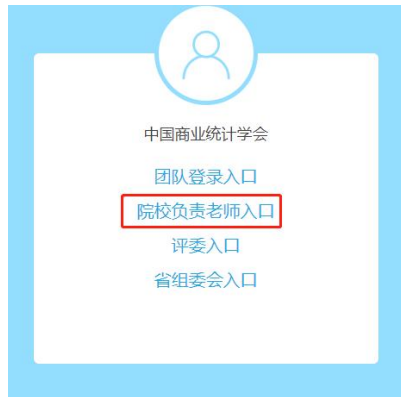 中国商业统计学会
团队登录入口
院校负责老师入口
评委入口
省组委会入口